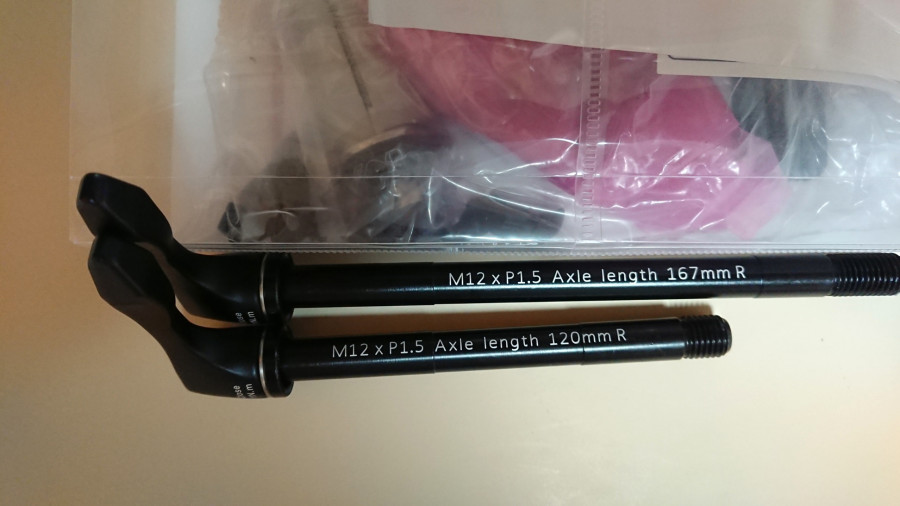 M12 x P1.5 Axle length 167mm R
M12 x P1.5 Axle length 120mm R